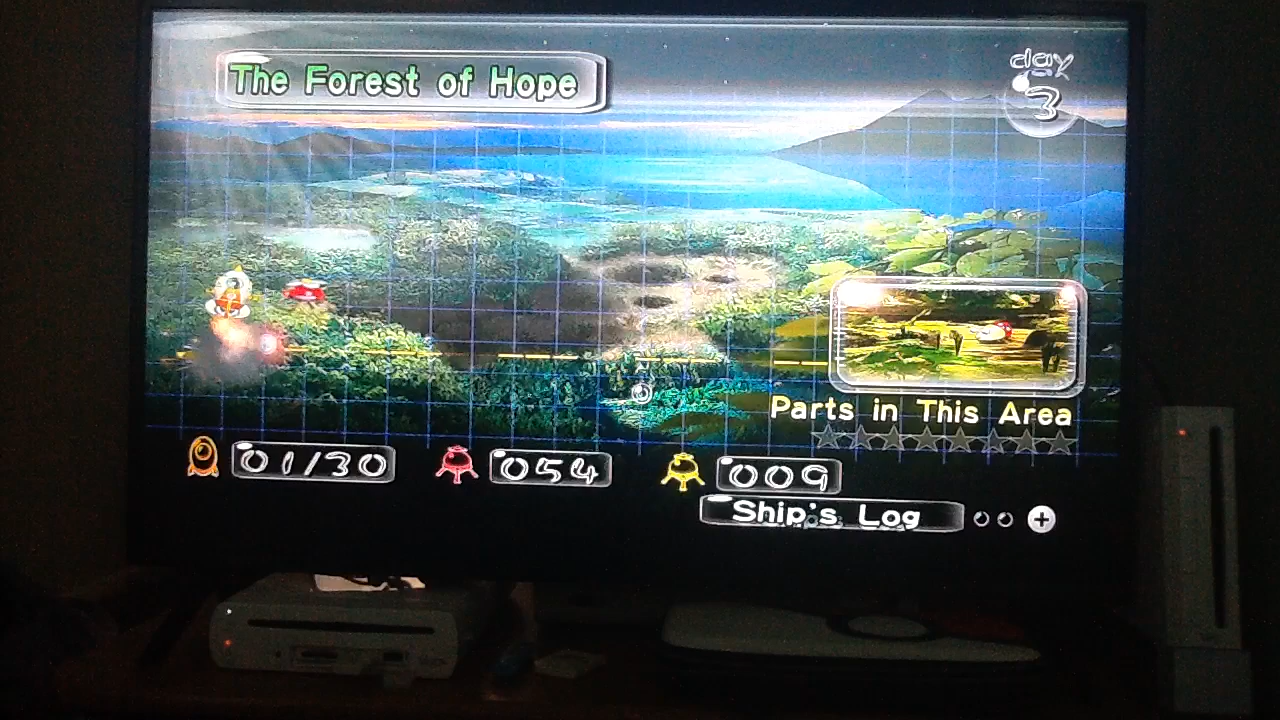 The Forest of Hope
day
3
Parts in This Area
01/30
054
009
Ship's Log